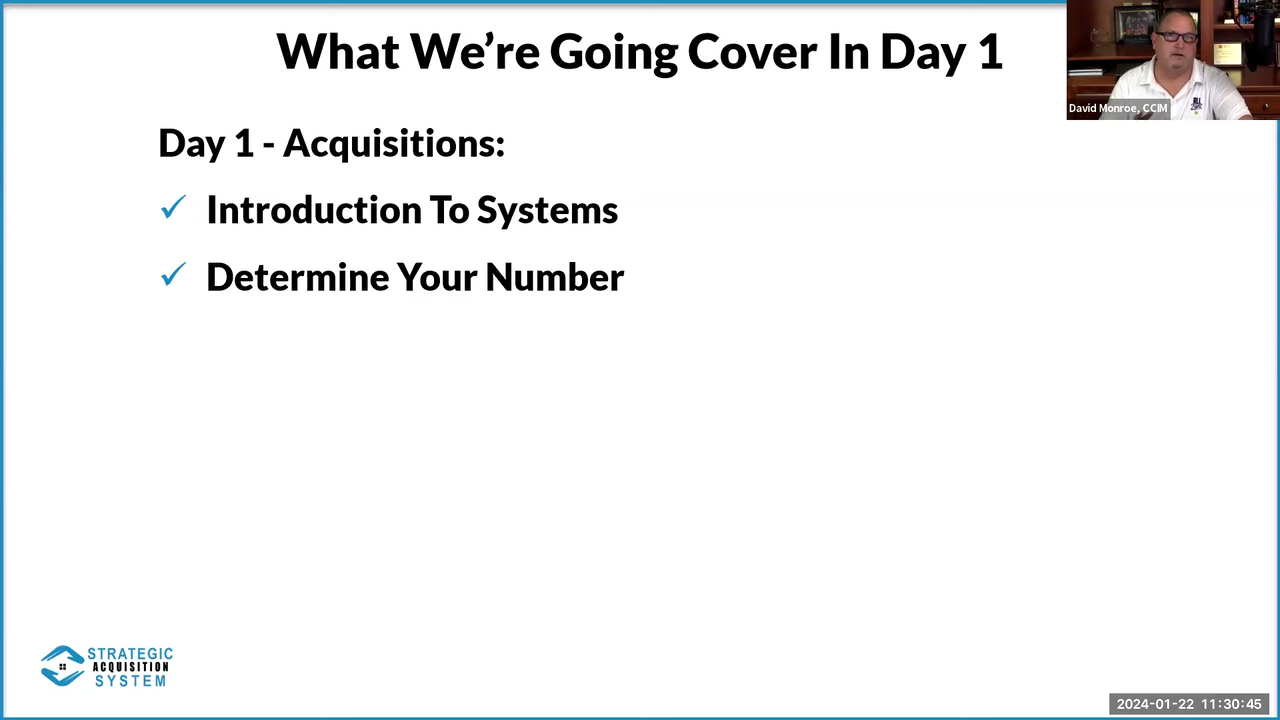 What We're Going Cover In Day 1
David Monroe, CCIM
Day 1 - Acquisitions:
✓ Introduction To Systems
✓ Determine Your Number
STRATEGIC
ACQUISITION
SYSTEM
2024-01-22 11:30:45